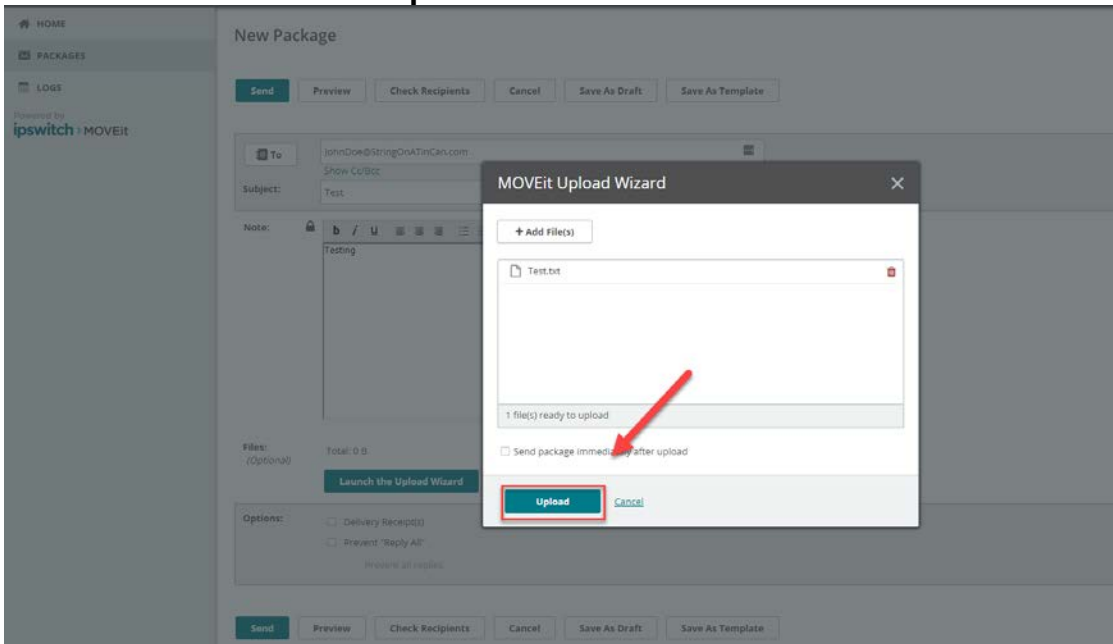 HOME
PACKAGES
LOGS
Powered by
ipswitch MOVEit
New Package
Send Preview Check Recipients Cancel Save As Draft Save As Template
To JohnDoe@StringOnATinCan.com
Show Cc/Bcc
Subject: Test
Note: b / U
Testing
MOVEit Upload Wizard
+ Add File(s)
Test.txt
1 file(s) ready to upload
Send package immediately after upload
Upload Cancel
Files: Total: 0 B
(Optional)
Launch the Upload Wizard
Options: Delivery Receipt(s)
Prevent "Reply All"
Prevent all replies
Send Preview Check Recipients Cancel Save As Draft Save As Template